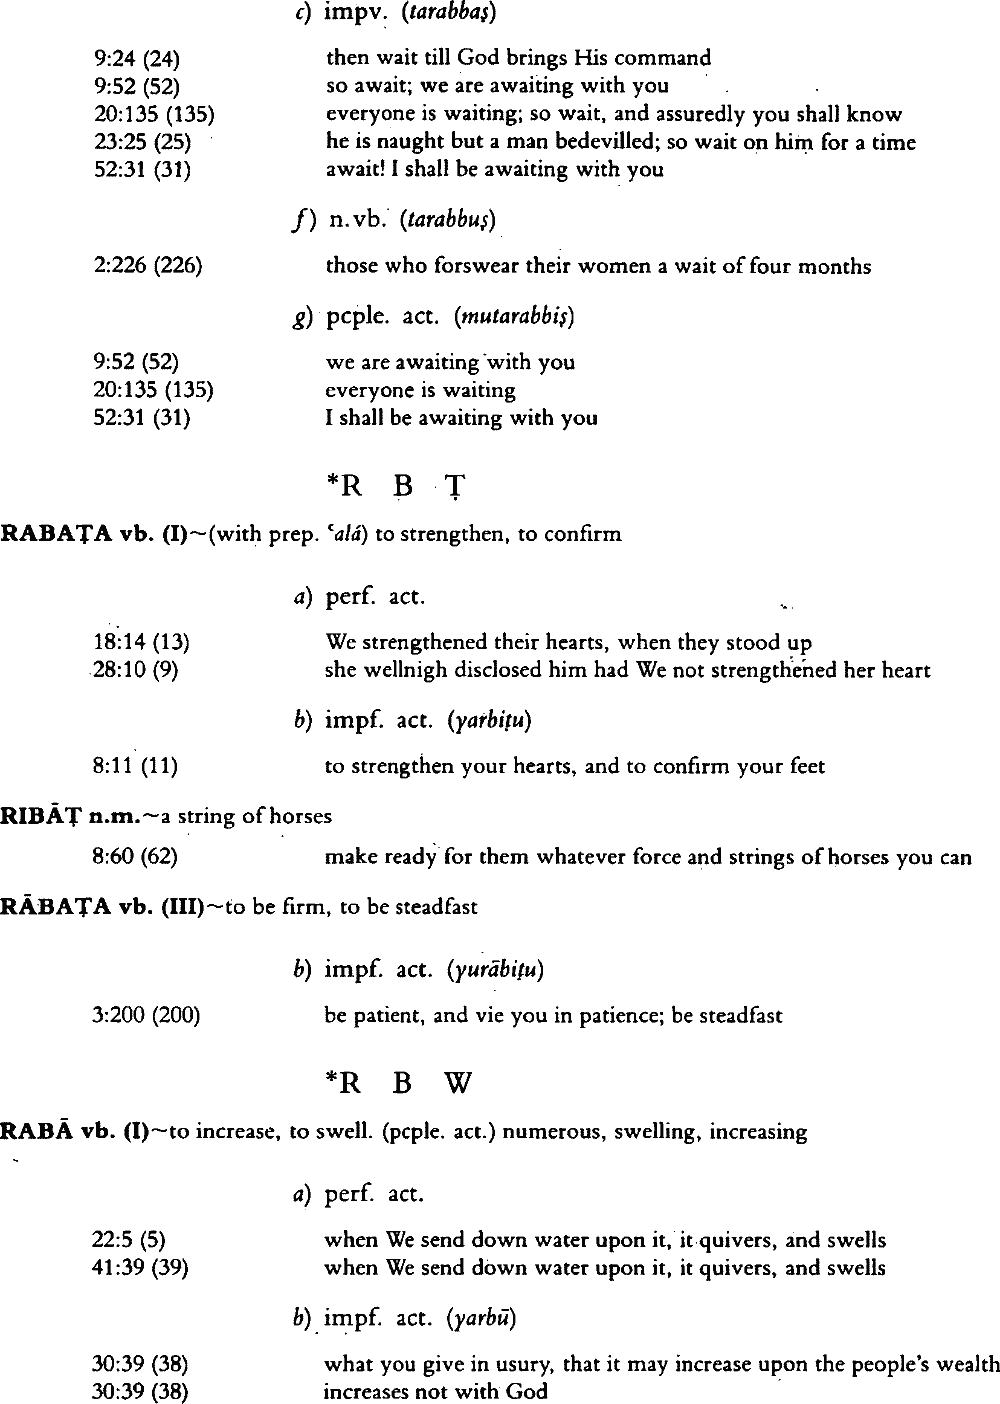 c) impv. (tarabbaṣ)
9:24 (24) then wait till God brings His command
9:52 (52) so await; we are awaiting with you
20:135 (135) everyone is waiting; so wait, and assuredly you shall know
23:25 (25) he is naught but a man bedevilled; so wait on him for a time
52:31 (31) await! I shall be awaiting with you
f) n.vb. (tarabbuṣ)
2:226 (226) those who forswear their women a wait of four months
g) pcple. act. (mutarabbiṣ)
9:52 (52) we are awaiting with you
20:135 (135) everyone is waiting
52:31 (31) I shall be awaiting with you
*R B Ṭ
RABAṬA vb. (I)~(with prep. ʿalá) to strengthen, to confirm
a) perf. act.
18:14 (13) We strengthened their hearts, when they stood up
28:10 (9) she wellnigh disclosed him had We not strengthened her heart
b) impf. act. (yarbiṭu)
8:11 (11) to strengthen your hearts, and to confirm your feet
RIBĀṬ n.m.~a string of horses
8:60 (62) make ready for them whatever force and strings of horses you can
RĀBAṬA vb. (III)~to be firm, to be steadfast
b) impf. act. (yurābiṭu)
3:200 (200) be patient, and vie you in patience; be steadfast
*R B W
RABĀ vb. (I)~to increase, to swell. (pcple. act.) numerous, swelling, increasing
a) perf. act.
22:5 (5) when We send down water upon it, it quivers, and swells
41:39 (39) when We send down water upon it, it quivers, and swells
b) impf. act. (yarbū)
30:39 (38) what you give in usury, that it may increase upon the people's wealth
30:39 (38) increases not with God